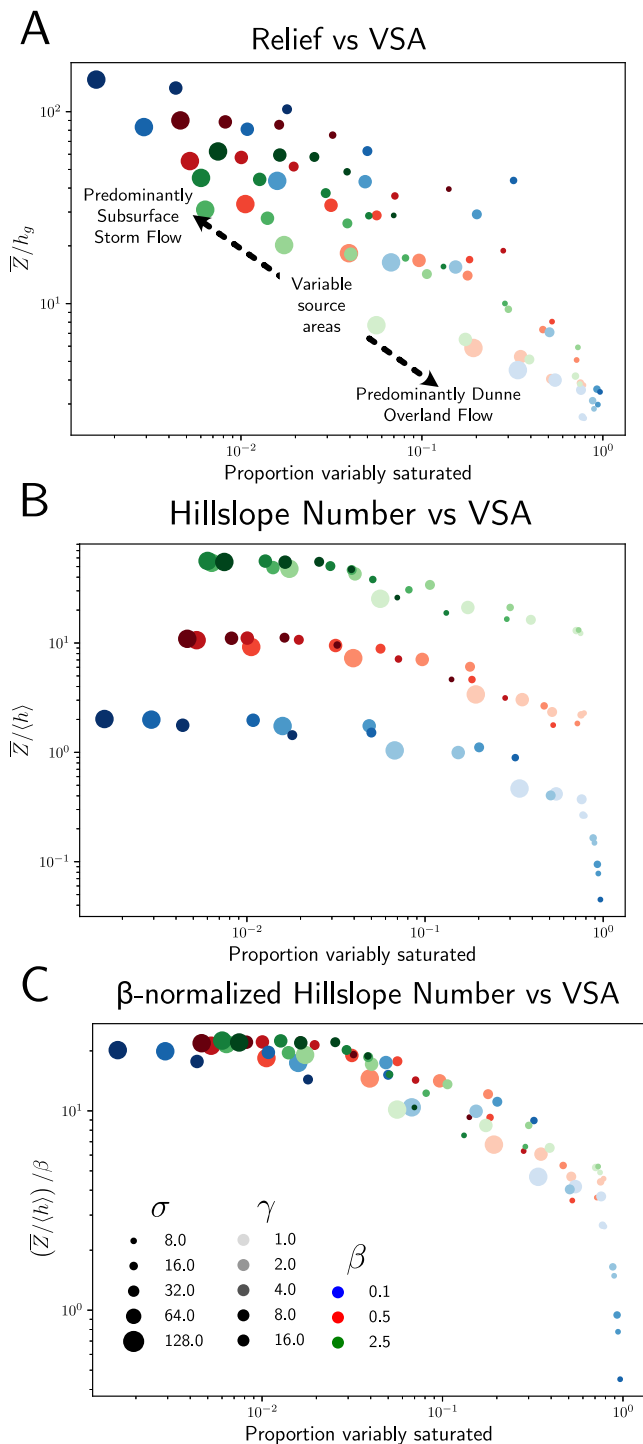 A
Relief vs VSA
10²
10¹
Z̅/h_g
Predominantly
Subsurface
Storm Flow
Variable
source
areas
Predominantly Dunne
Overland Flow
10⁻² 10⁻¹ 10⁰
Proportion variably saturated
B
Hillslope Number vs VSA
10¹
10⁰
10⁻¹
Z̅/⟨h⟩
10⁻² 10⁻¹ 10⁰
Proportion variably saturated
C
β-normalized Hillslope Number vs VSA
10¹
10⁰
(Z̅/⟨h⟩)/β
σ
8.0
16.0
32.0
64.0
128.0
γ
1.0
2.0
4.0
8.0
16.0
β
0.1
0.5
2.5
10⁻² 10⁻¹ 10⁰
Proportion variably saturated